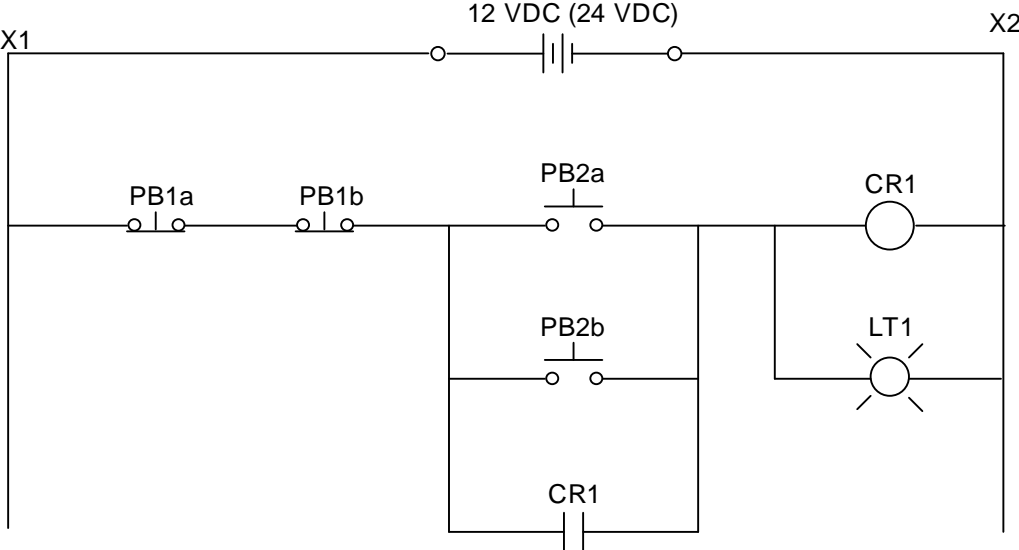 12 VDC (24 VDC)
X1
X2
PB1a
PB1b
PB2a
CR1
PB2b
LT1
CR1